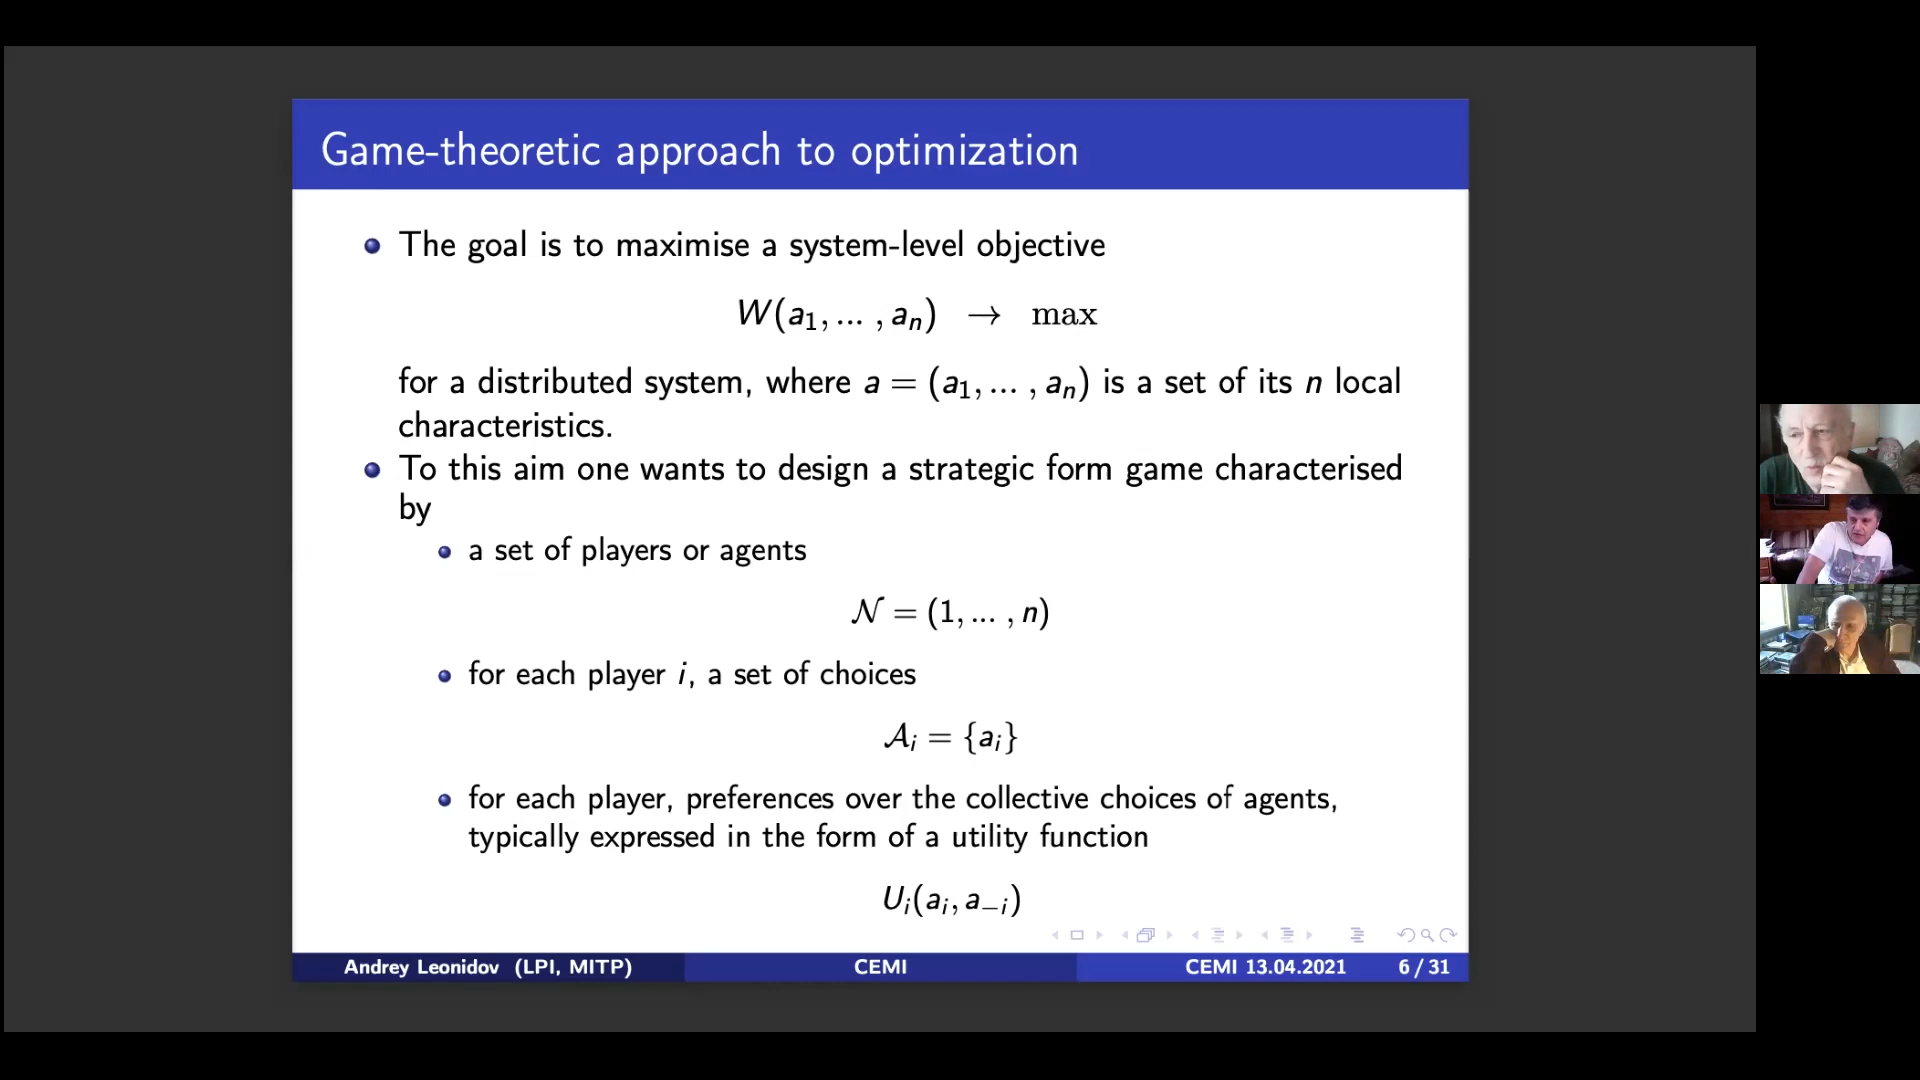 Game-theoretic approach to optimization
The goal is to maximise a system-level objective
W(a₁, ... , aₙ) → max
for a distributed system, where a = (a₁, ... , aₙ) is a set of its n local
characteristics.
To this aim one wants to design a strategic form game characterised
by
a set of players or agents
𝒩 = (1, ... , n)
for each player i, a set of choices
𝒜ᵢ = {aᵢ}
for each player, preferences over the collective choices of agents,
typically expressed in the form of a utility function
Uᵢ(aᵢ, a₋ᵢ)
Andrey Leonidov (LPI, MITP) CEMI CEMI 13.04.2021 6 / 31